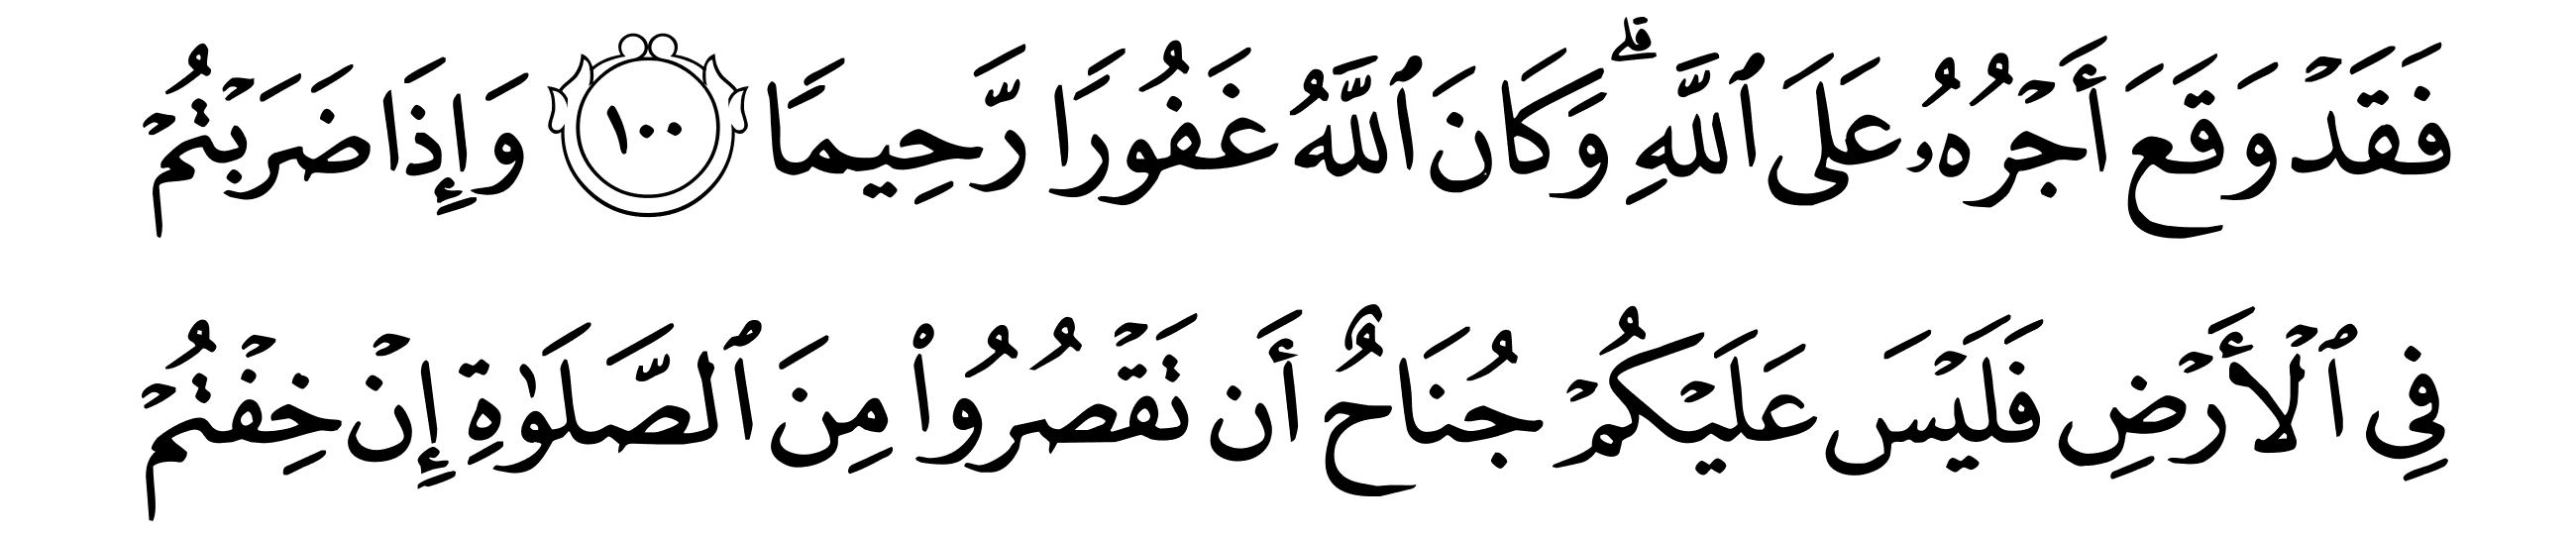 فَقَدۡ وَقَعَ أَجۡرُهُۥ عَلَى ٱللَّهِۗ وَكَانَ ٱللَّهُ غَفُورٗا رَّحِيمٗا ١٠٠ وَإِذَا ضَرَبۡتُمۡ
فِي ٱلۡأَرۡضِ فَلَيۡسَ عَلَيۡكُمۡ جُنَاحٌ أَن تَقۡصُرُواْ مِنَ ٱلصَّلَوٰةِ إِنۡ خِفۡتُمۡ